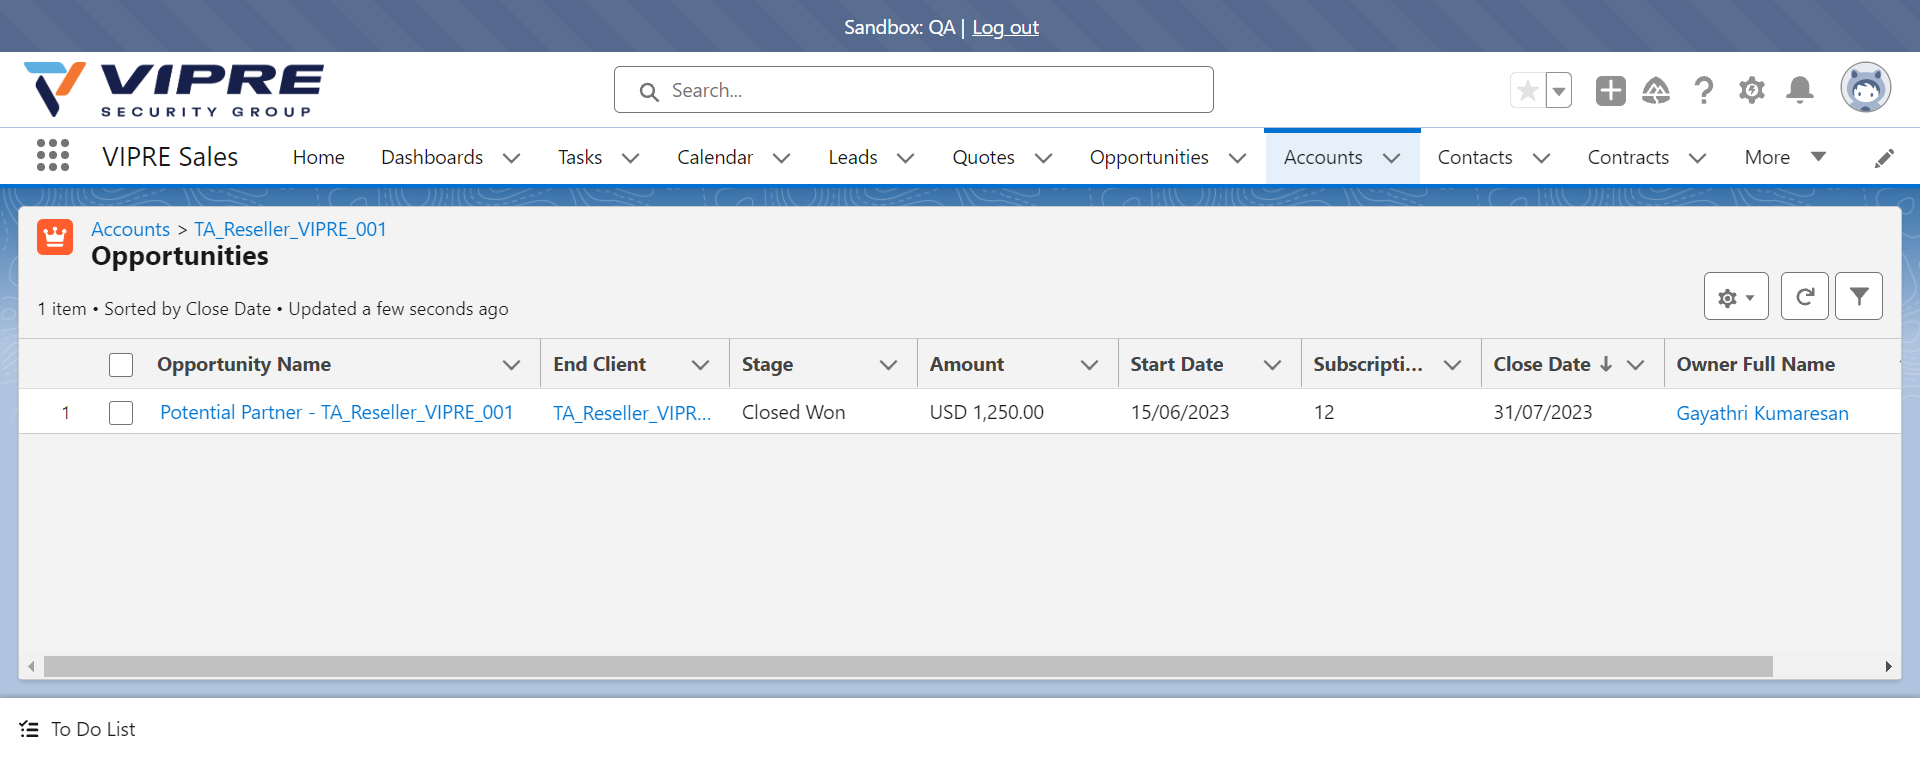 Sandbox: QA | Log out
VIPRE
SECURITY GROUP
Search...
VIPRE Sales Home Dashboards Tasks Calendar Leads Quotes Opportunities Accounts Contacts Contracts More
Accounts > TA_Reseller_VIPRE_001
Opportunities
1 item • Sorted by Close Date • Updated a few seconds ago
Opportunity Name End Client Stage Amount Start Date Subscripti... Close Date Owner Full Name
1 Potential Partner - TA_Reseller_VIPRE_001 TA_Reseller_VIPR... Closed Won USD 1,250.00 15/06/2023 12 31/07/2023 Gayathri Kumaresan
To Do List